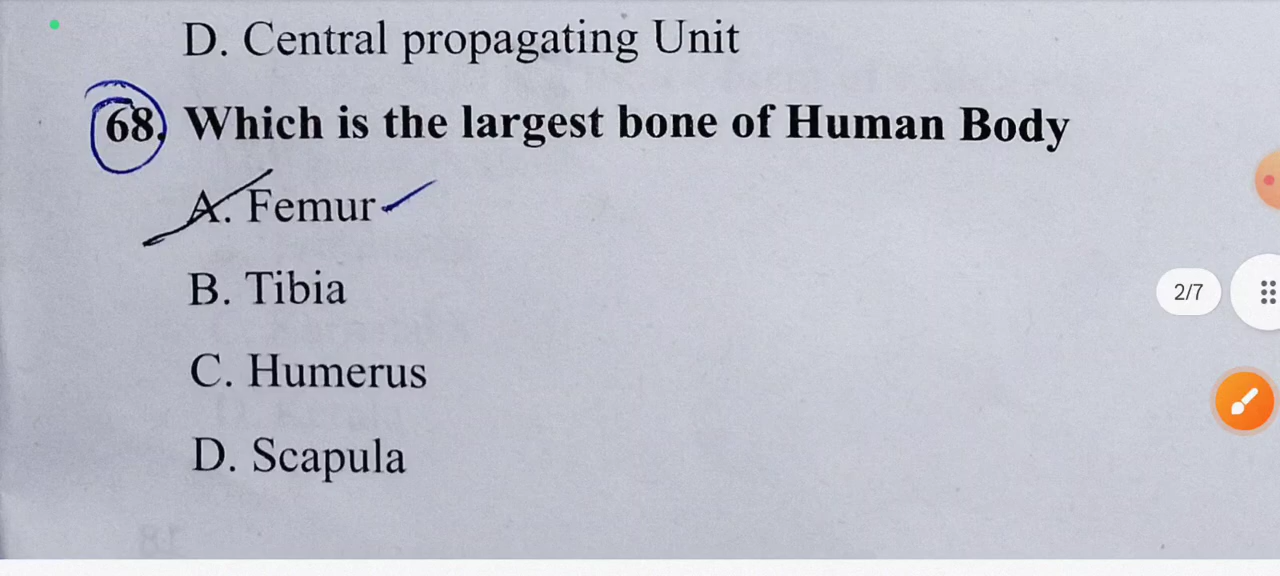 D. Central propagating Unit
68. Which is the largest bone of Human Body
A. Femur
B. Tibia
2/7
C. Humerus
D. Scapula